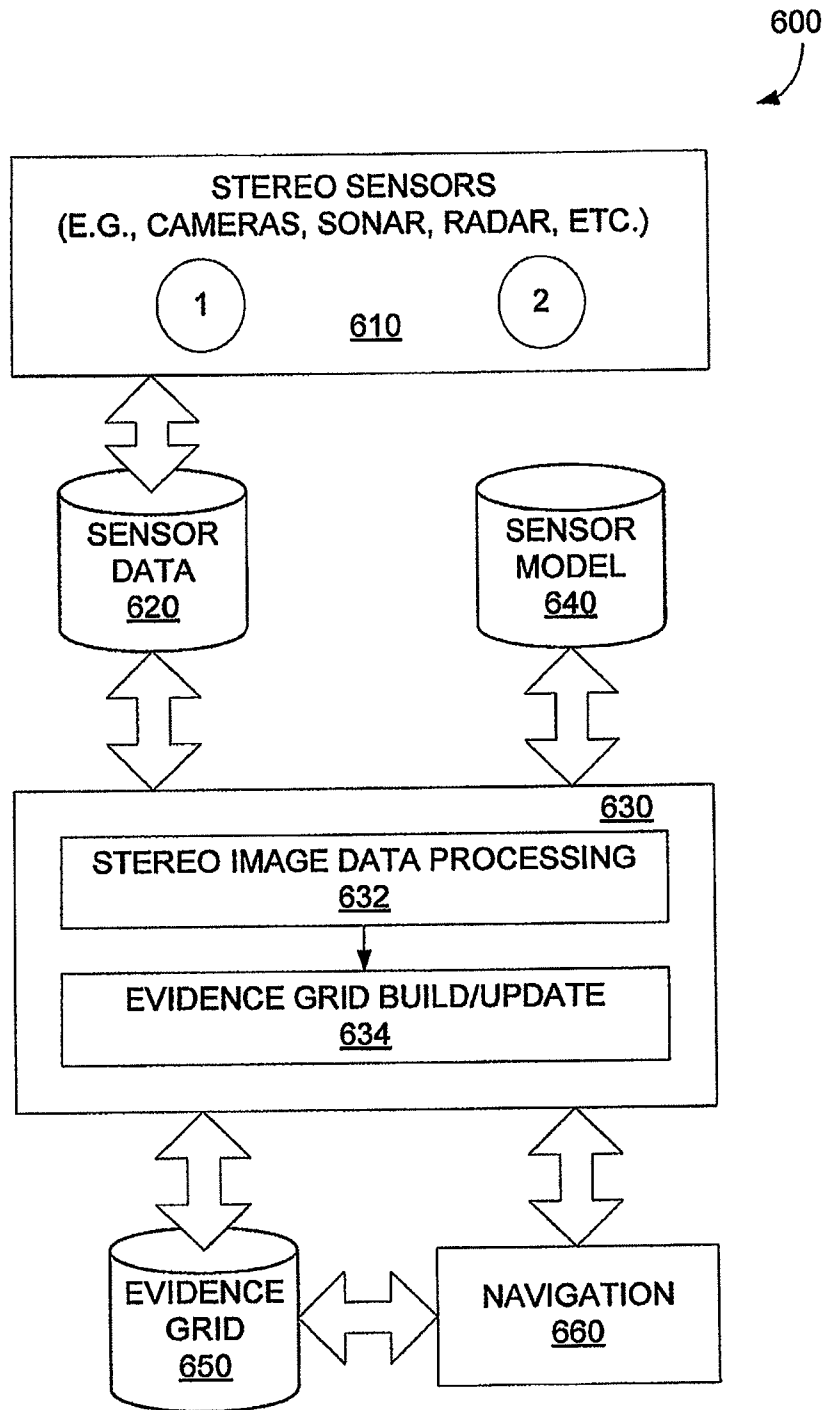 600
STEREO SENSORS
(E.G., CAMERAS, SONAR, RADAR, ETC.)
1
2
610
SENSOR
DATA
620
SENSOR
MODEL
640
630
STEREO IMAGE DATA PROCESSING
632
EVIDENCE GRID BUILD/UPDATE
634
EVIDENCE
GRID
650
NAVIGATION
660